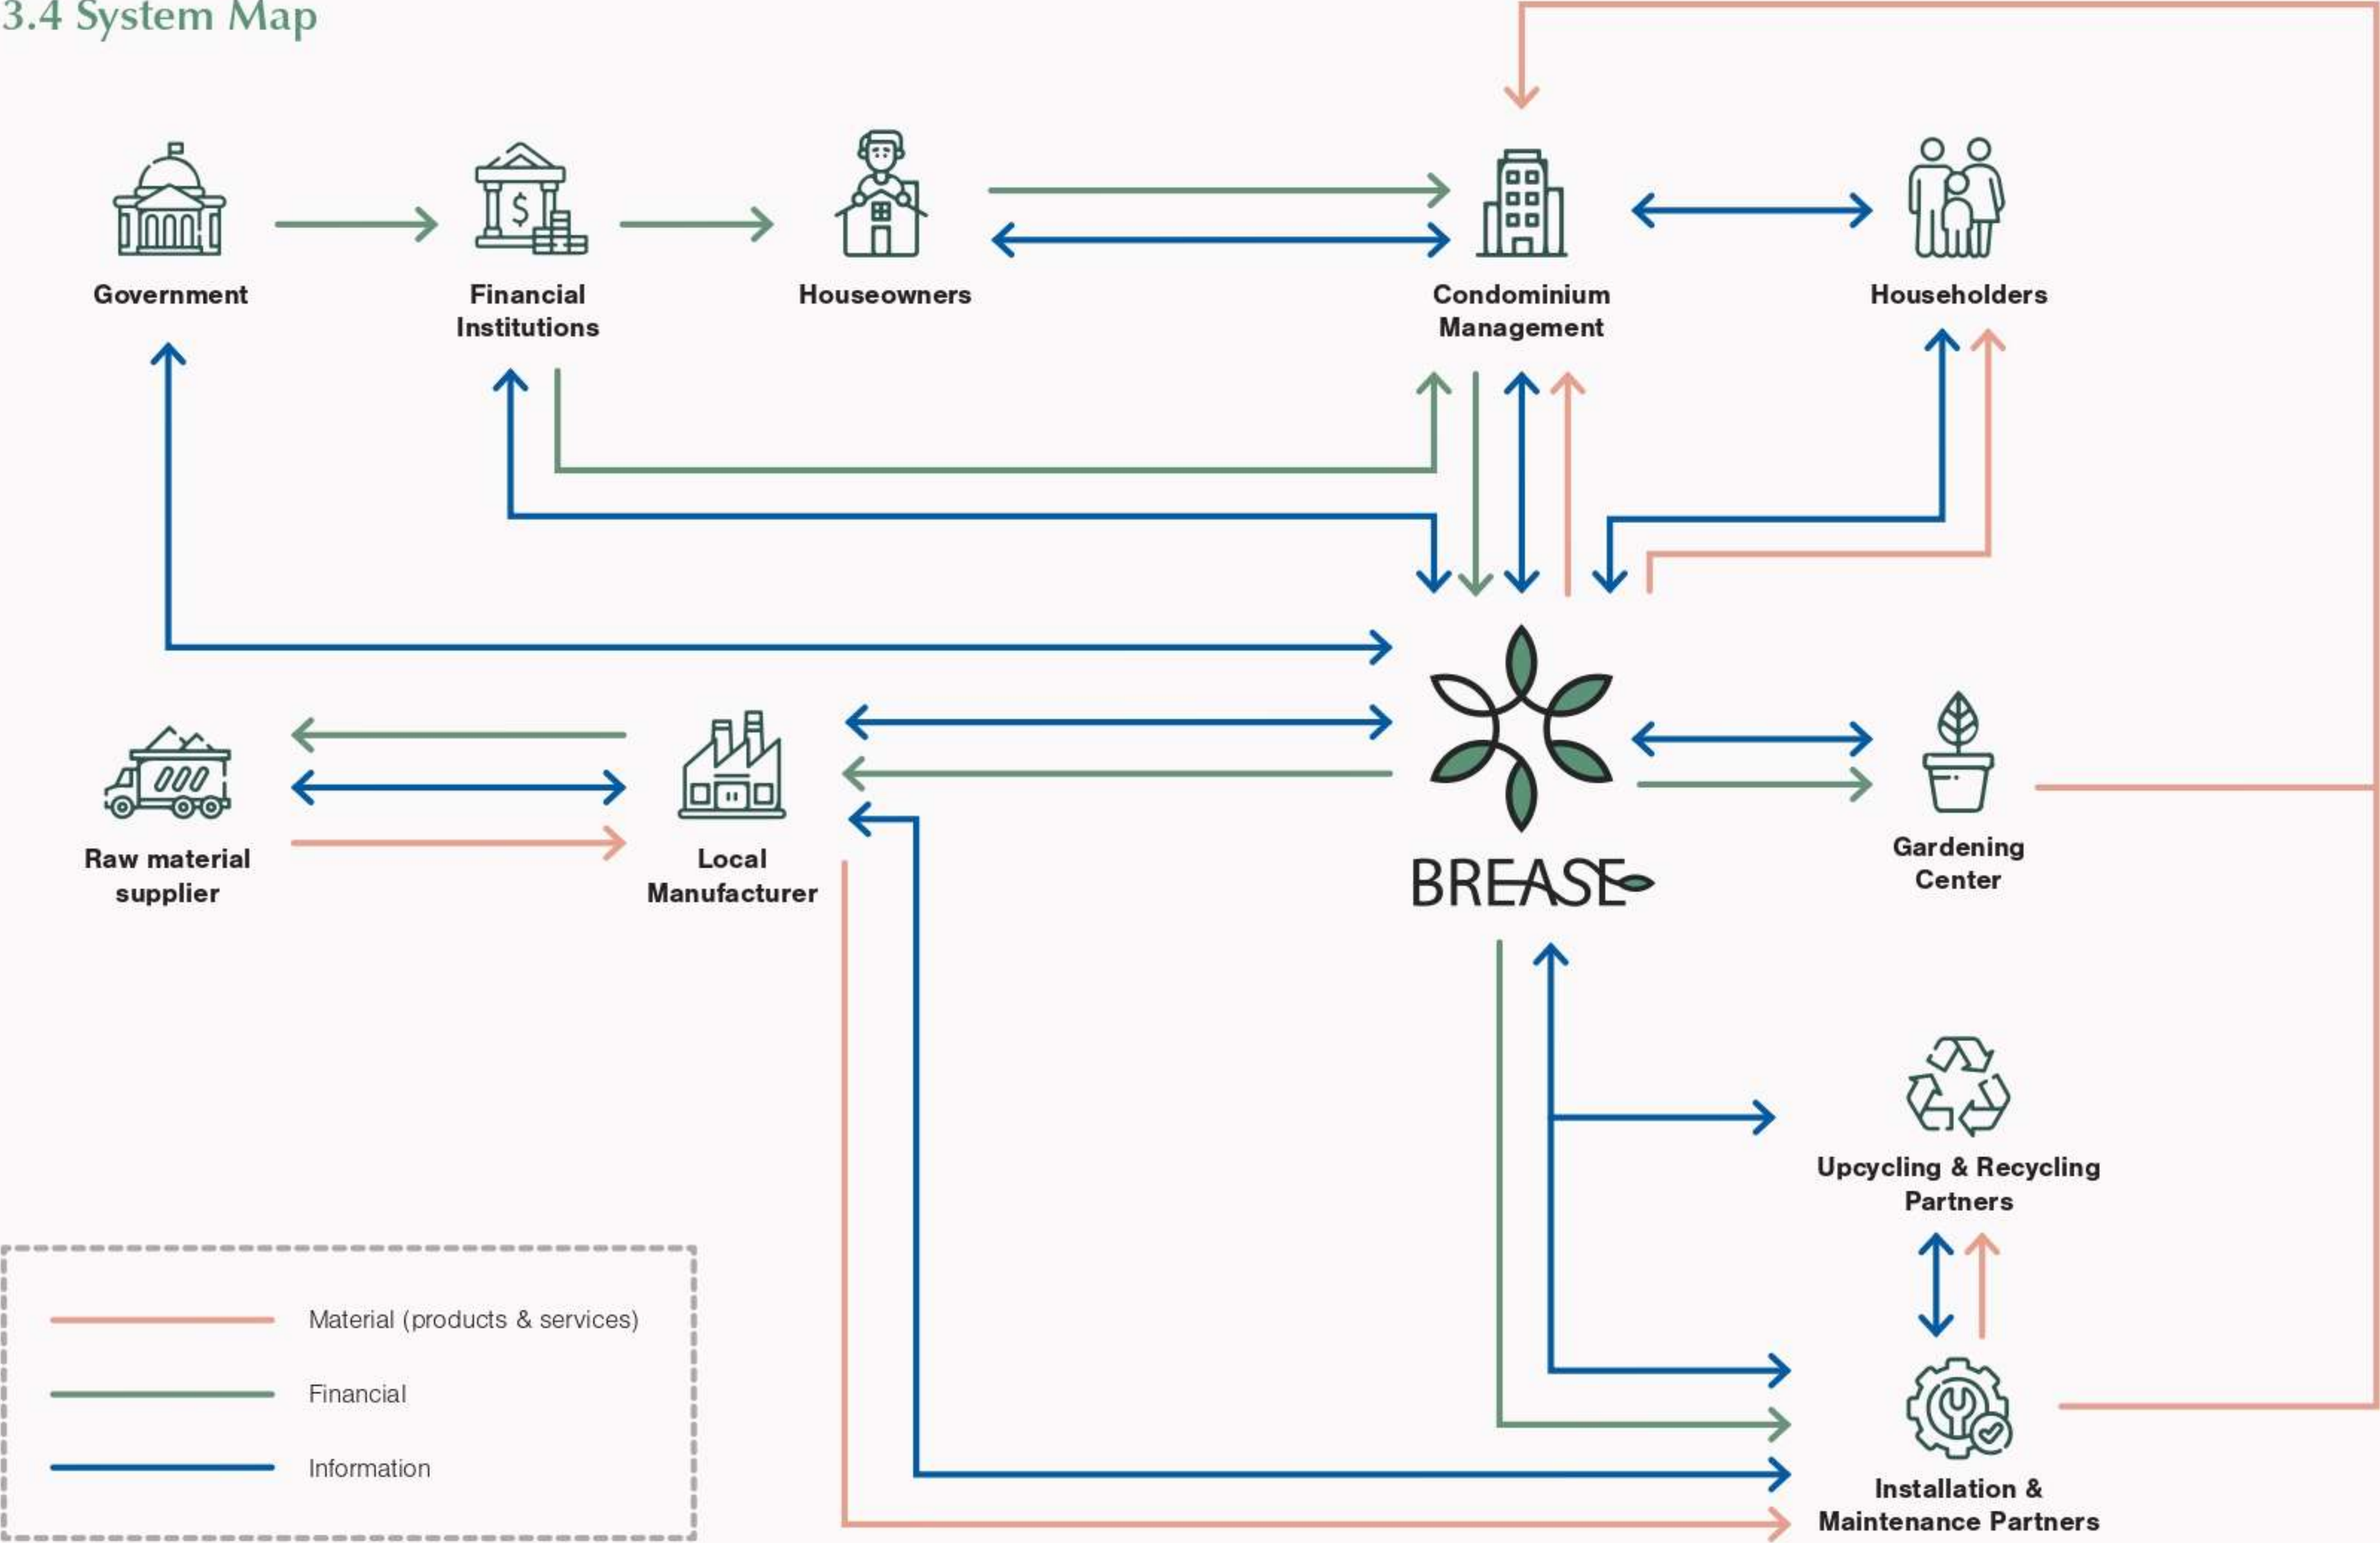 3.4 System Map
Government
Financial
Institutions
Houseowners
Condominium
Management
Householders
Raw material
supplier
Local
Manufacturer
BREASE
Gardening
Center
Upcycling & Recycling
Partners
Installation &
Maintenance Partners
Material (products & services)
Financial
Information